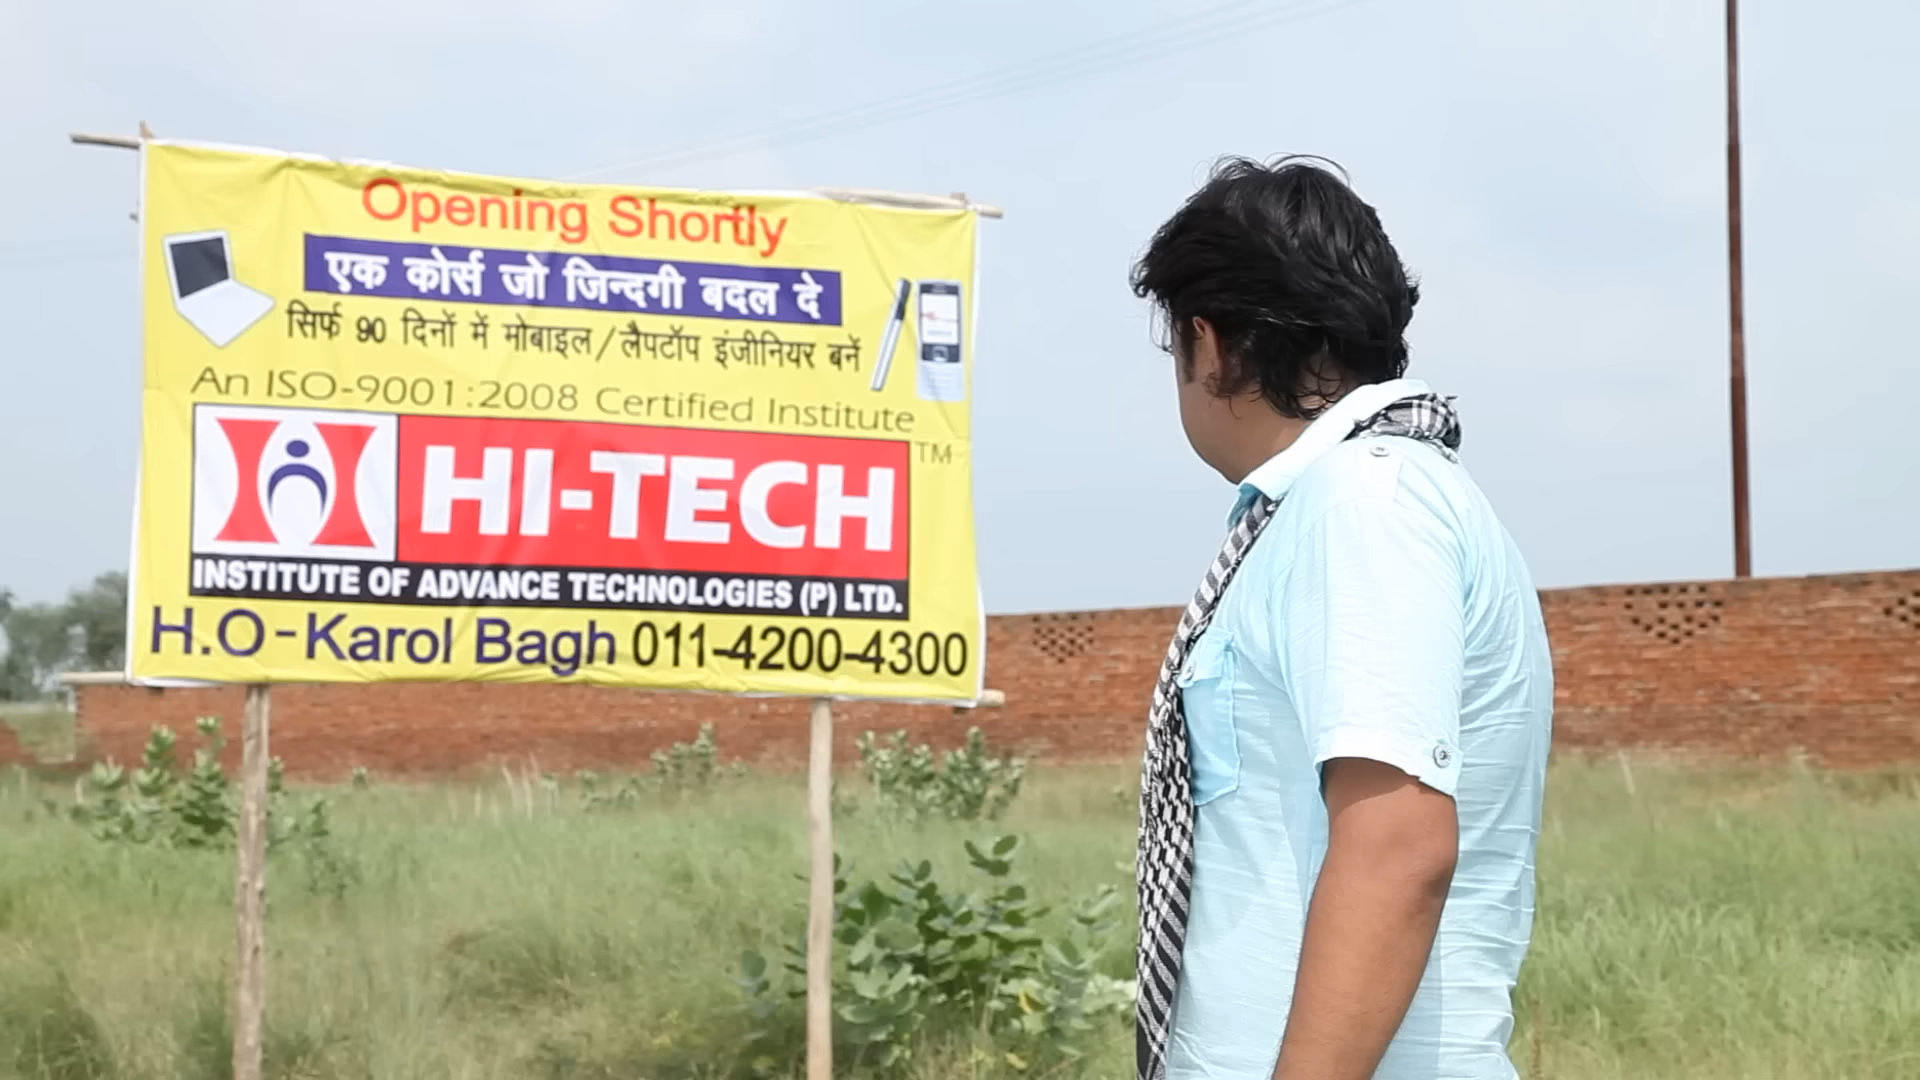 Opening Shortly
एक कोर्स जो जिन्दगी बदल दे
सिर्फ 90 दिनों में मोबाइल/लैपटॉप इंजीनियर बनें
An ISO-9001:2008 Certified Institute
HI-TECH TM
INSTITUTE OF ADVANCE TECHNOLOGIES (P) LTD.
H.O-Karol Bagh 011-4200-4300